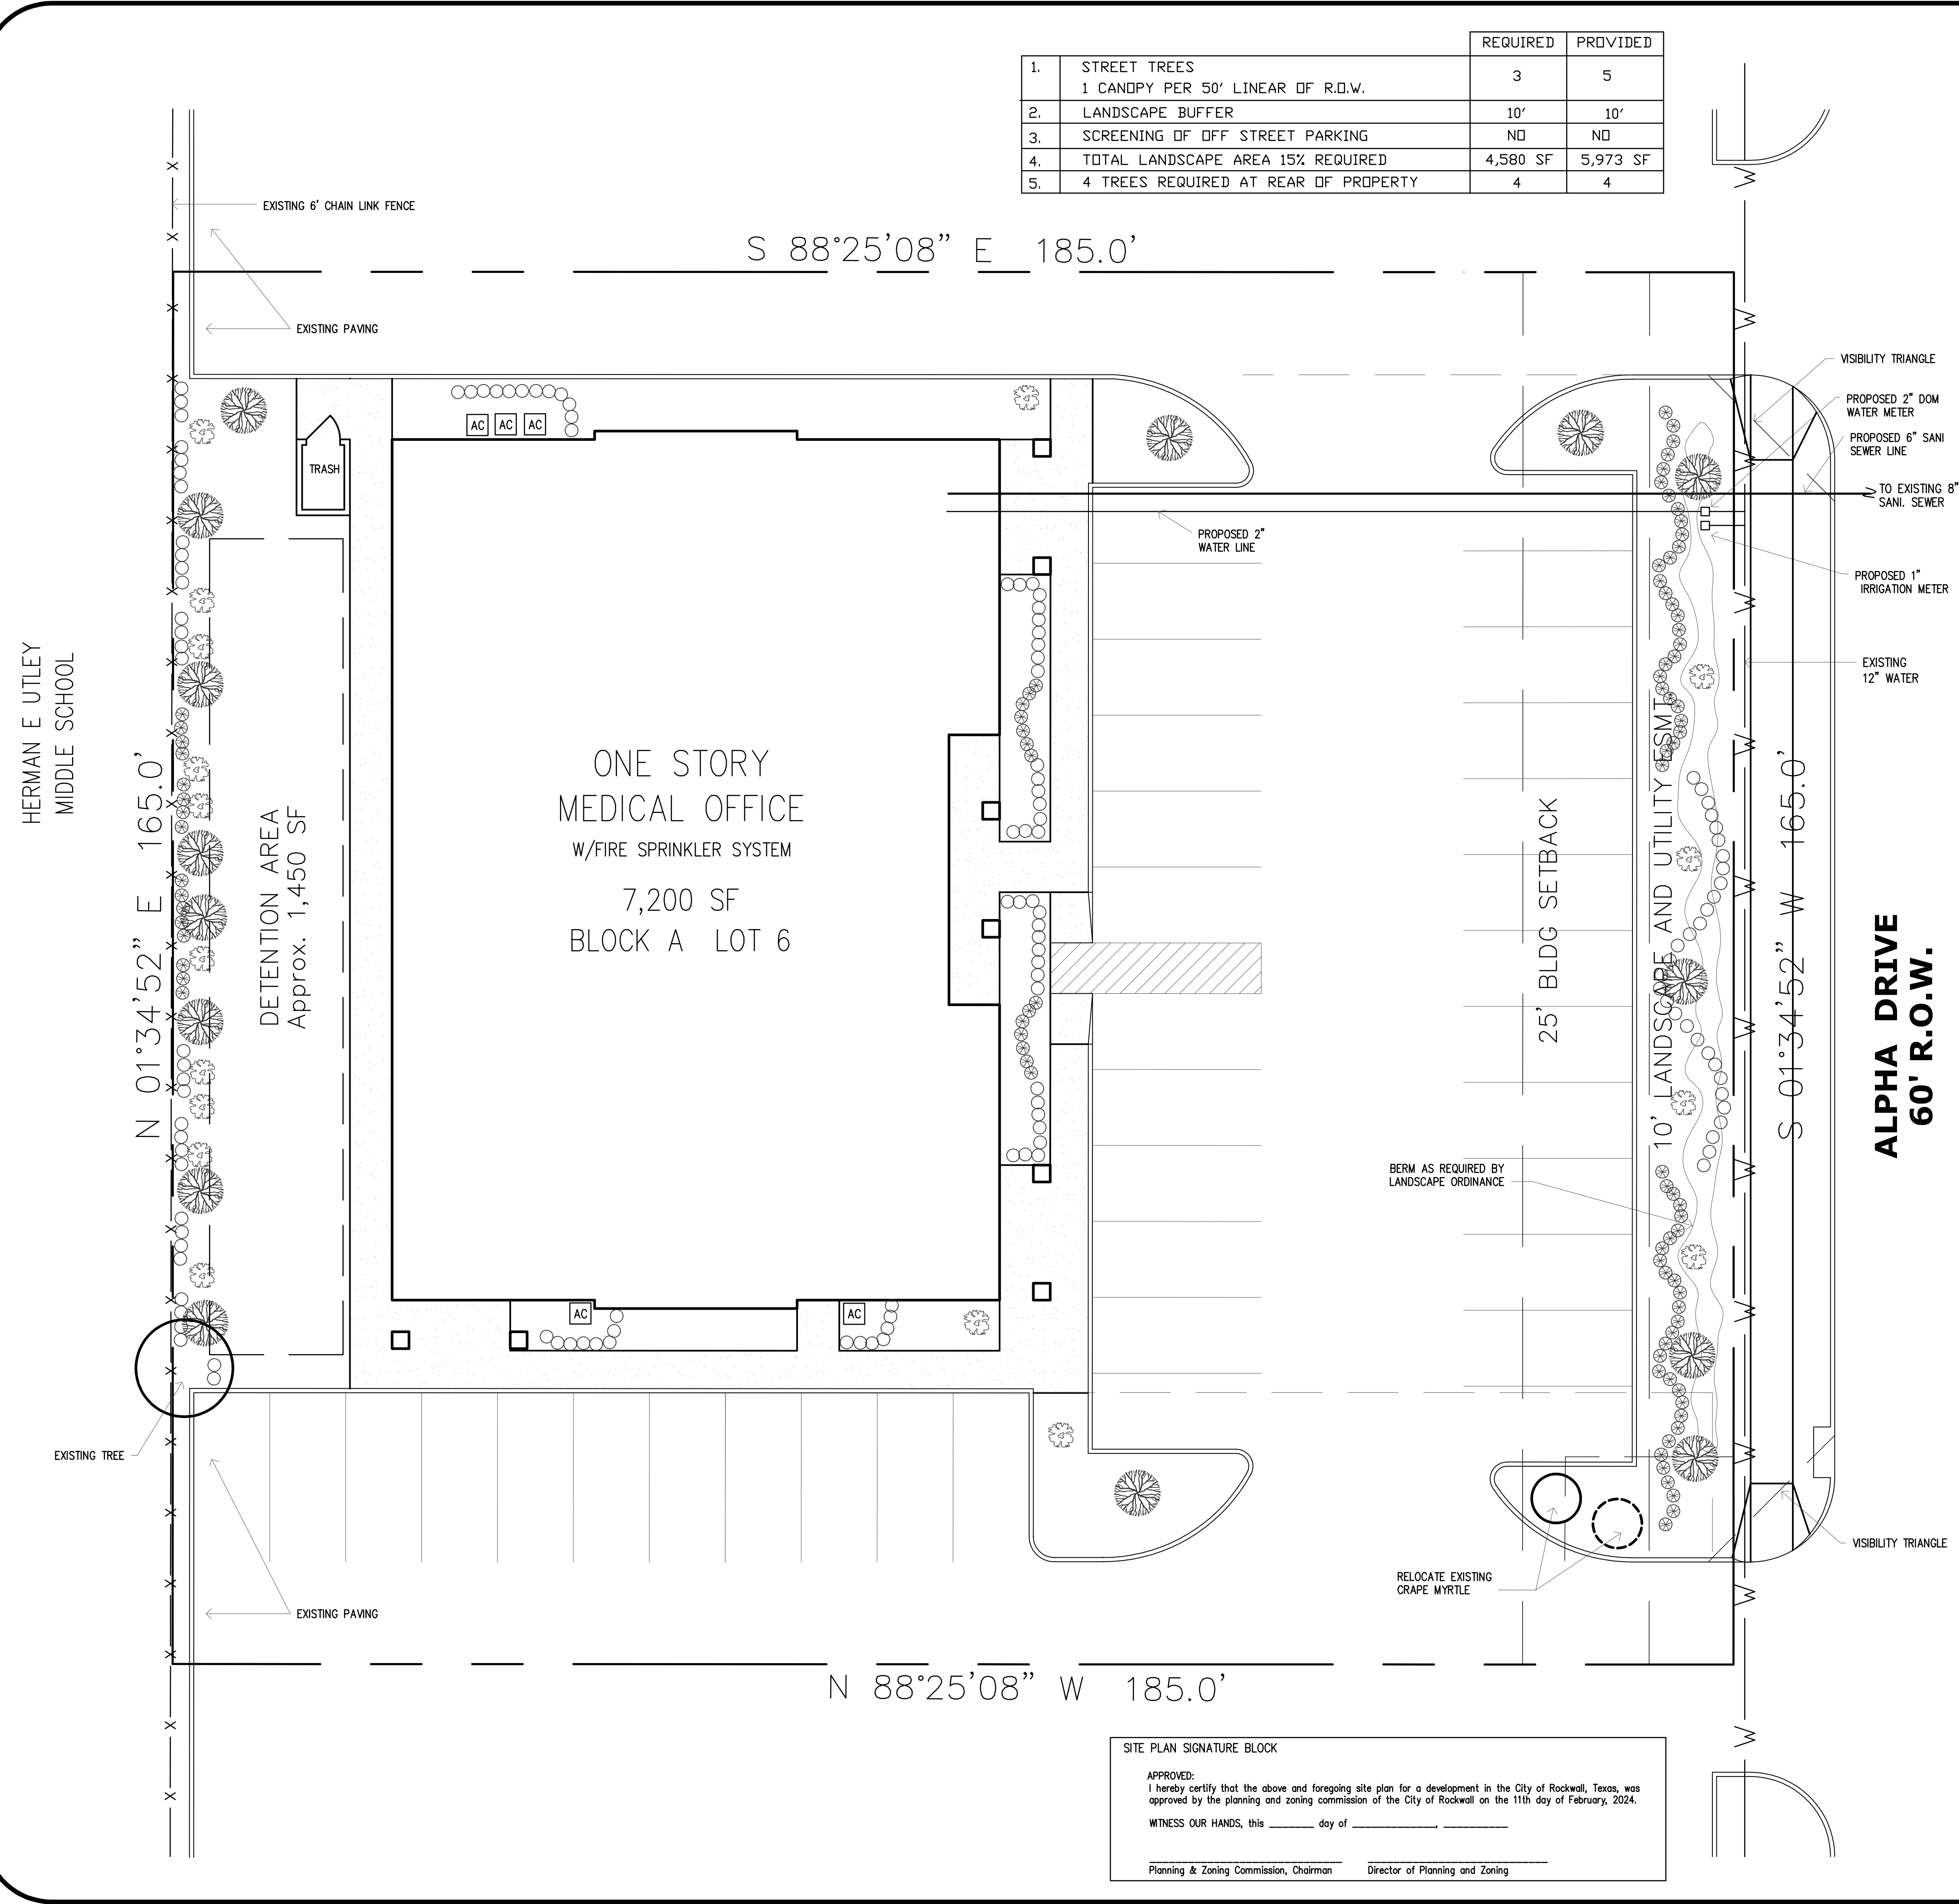 REQUIRED PROVIDED
1. STREET TREES
1 CANOPY PER 50' LINEAR OF R.O.W. 3 5
2. LANDSCAPE BUFFER 10' 10'
3. SCREENING OF OFF STREET PARKING NO NO
4. TOTAL LANDSCAPE AREA 15% REQUIRED 4,580 SF 5,973 SF
5. 4 TREES REQUIRED AT REAR OF PROPERTY 4 4
EXISTING 6' CHAIN LINK FENCE
S 88°25'08" E 185.0'
EXISTING PAVING
VISIBILITY TRIANGLE
PROPOSED 2" DOM
WATER METER
PROPOSED 6" SANI
SEWER LINE
TO EXISTING 8"
SANI. SEWER
AC AC AC
TRASH
PROPOSED 2"
WATER LINE
PROPOSED 1"
IRRIGATION METER
EXISTING
12" WATER
HERMAN E UTLEY
MIDDLE SCHOOL
N 01°34'52" E 165.0'
DETENTION AREA
Approx. 1,450 SF
ONE STORY
MEDICAL OFFICE
W/FIRE SPRINKLER SYSTEM
7,200 SF
BLOCK A LOT 6
25' BLDG SETBACK
10' LANDSCAPE AND UTILITY ESMT.
S 01°34'52" W 165.0'
ALPHA DRIVE
60' R.O.W.
BERM AS REQUIRED BY
LANDSCAPE ORDINANCE
AC
AC
EXISTING TREE
VISIBILITY TRIANGLE
RELOCATE EXISTING
CRAPE MYRTLE
EXISTING PAVING
N 88°25'08" W 185.0'
SITE PLAN SIGNATURE BLOCK
APPROVED:
I hereby certify that the above and foregoing site plan for a development in the City of Rockwall, Texas, was
approved by the planning and zoning commission of the City of Rockwall on the 11th day of February, 2024.
WITNESS OUR HANDS, this _______ day of _____________, __________
Planning & Zoning Commission, Chairman Director of Planning and Zoning